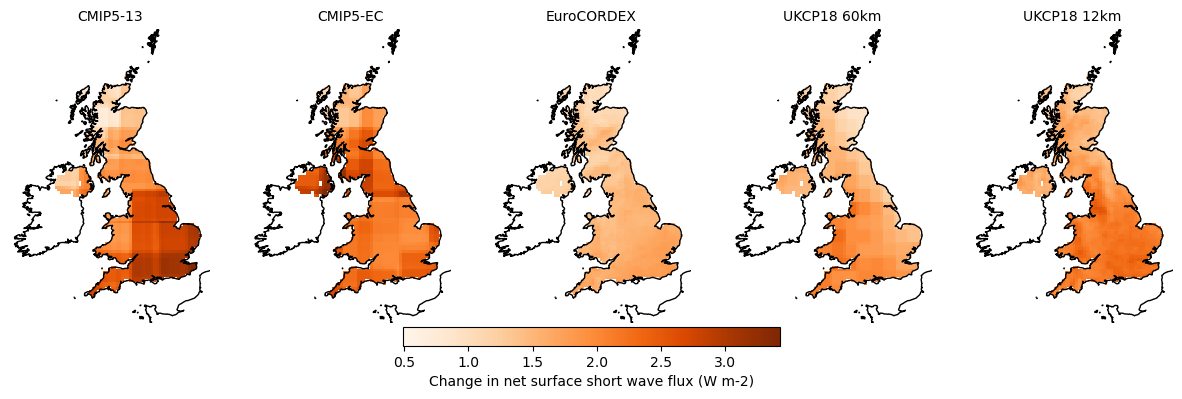 CMIP5-13 CMIP5-EC EuroCORDEX UKCP18 60km UKCP18 12km
0.5 1.0 1.5 2.0 2.5 3.0
Change in net surface short wave flux (W m-2)